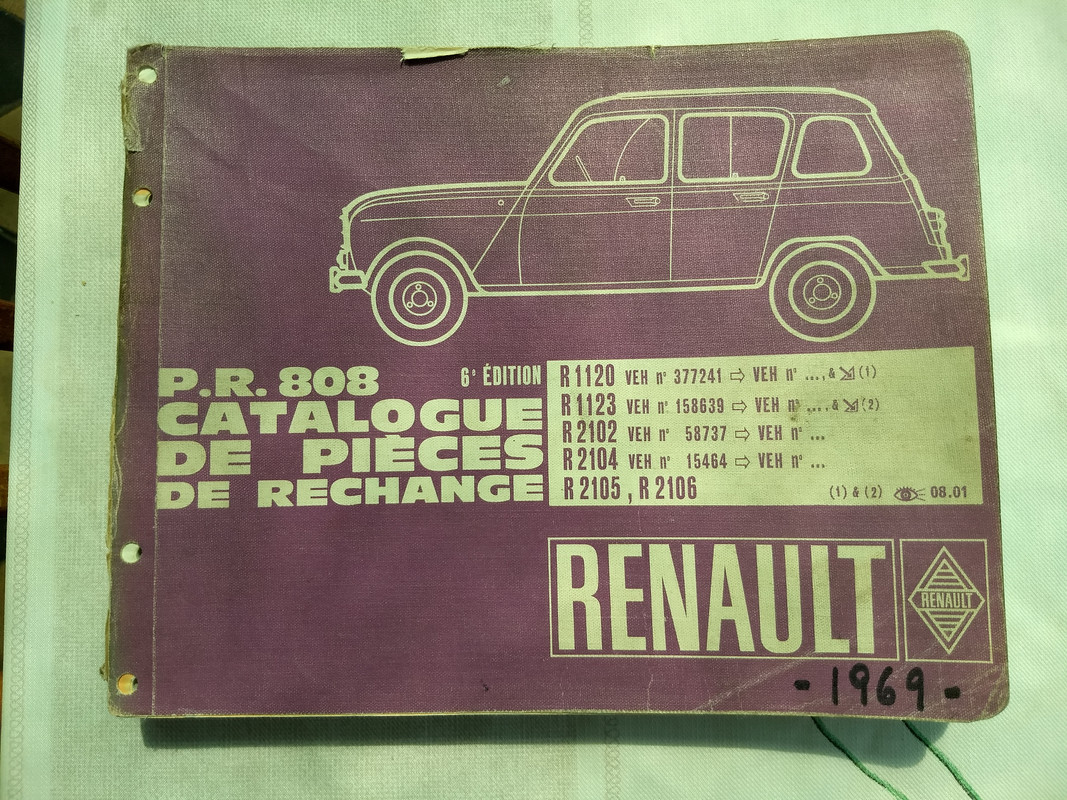 P.R. 808 6e ÉDITION
CATALOGUE
DE PIÈCES
DE RECHANGE
R 1120 VEH n° 377241 ⇨ VEH n° ..., & (1)
R 1123 VEH n° 158639 ⇨ VEH n° ..., & (2)
R 2102 VEH n° 58737 ⇨ VEH n° ...
R 2104 VEH n° 15464 ⇨ VEH n° ...
R 2105 , R 2106 (1) & (2) 08.01
RENAULT
RENAULT
- 1969 -